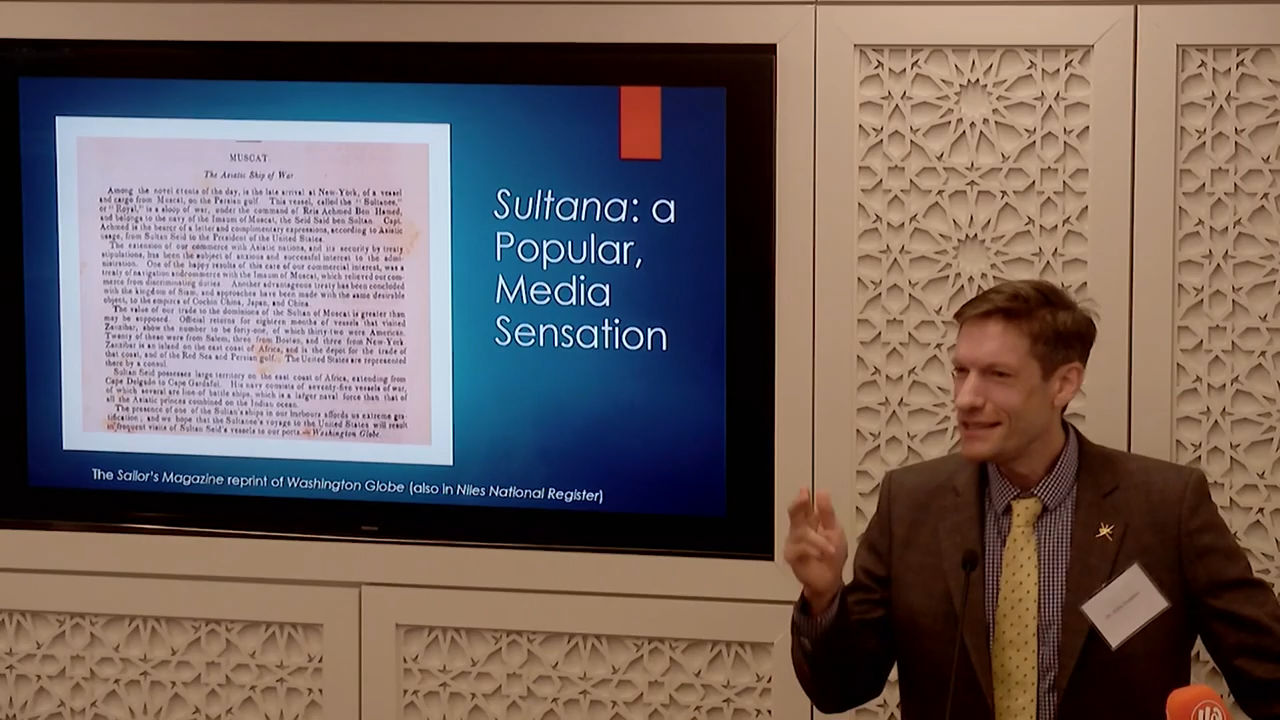 MUSCAT
The Asiatic Ship of War
Among the novel events of the day, is the late arrival at New-York, of a vessel
and cargo from Muscat, on the Persian gulf. This vessel, called the "Sultanee,"
or "Royal," is a sloop of war, under the command of Reis Achmed Ben Hamed,
and belongs to the navy of the Imaum of Muscat, the Seid Said ben Sultan. Capt.
Achmed is the bearer of a letter and complimentary expressions, according to Asiatic
usage, from Sultan Seid to the President of the United States.
The extension of our commerce with Asiatic nations, and its security by treaty
stipulations, has been the subject of anxious and successful interest to the admi-
nistration. One of the happy results of this care of our commercial interest, was a
treaty of navigation and commerce with the Imaum of Muscat, which relieved our com-
merce from discriminating duties. Another advantageous treaty has been concluded
with the kingdom of Siam, and approaches have been made with the same desirable
object, to the empires of Cochin China, Japan, and China.
The value of our trade to the dominions of the Sultan of Muscat is greater than
may be supposed. Official returns for eighteen months of vessels that visited
Zanzibar, show the number to be forty-one, of which thirty-two were American.
Twenty of these were from Salem, three from Boston, and three from New-York.
Zanzibar is an island on the east coast of Africa, and is the depot for the trade of
that coast, and of the Red Sea and Persian gulf. The United States are represented
there by a consul.
Sultan Seid possesses large territory on the east coast of Africa, extending from
Cape Delgado to Cape Gardafai. His navy consists of seventy-five vessels of war,
of which several are line-of battle ships, which is a larger naval force than that of
all the Asiatic princes combined on the Indian ocean.
The presence of one of the Sultan's ships in our harbours affords us extreme gra-
tification, and we hope that the Sultanee's voyage to the United States will result
in frequent visits of Sultan Seid's vessels to our ports.—Washington Globe.
Sultana: a
Popular,
Media
Sensation
The Sailor's Magazine reprint of Washington Globe (also in Niles National Register)